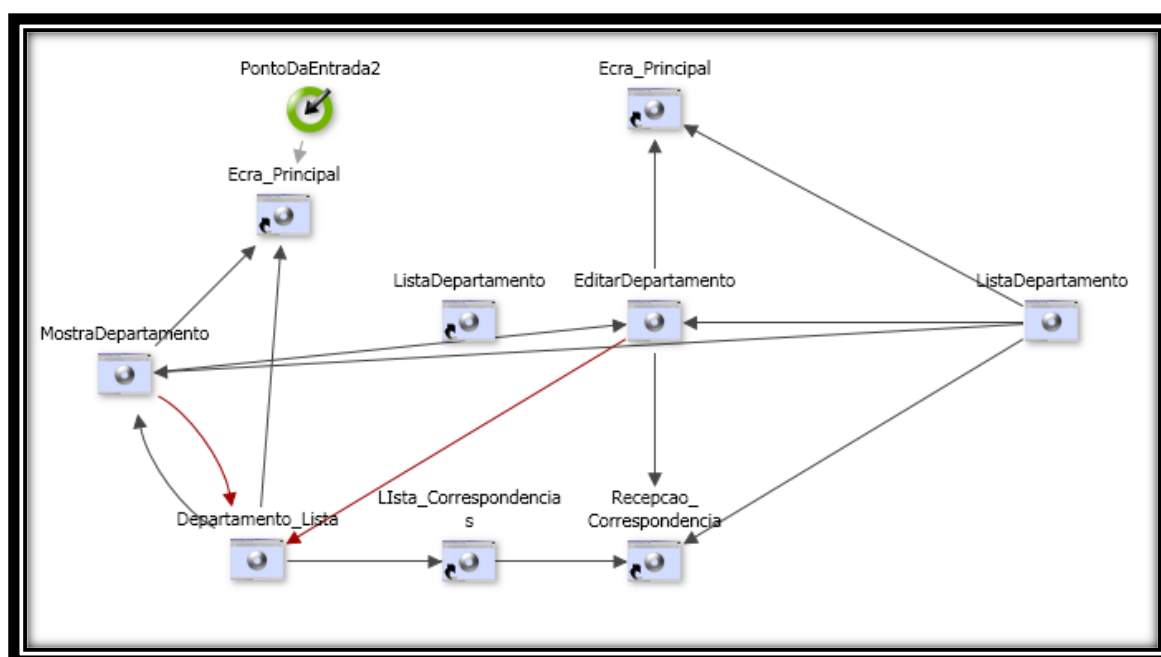 PontoDaEntrada2
Ecra_Principal
Ecra_Principal
ListaDepartamento
EditarDepartamento
ListaDepartamento
MostraDepartamento
Departamento_Lista
LIsta_Correspondencia
s
Recepcao_
Correspondencia